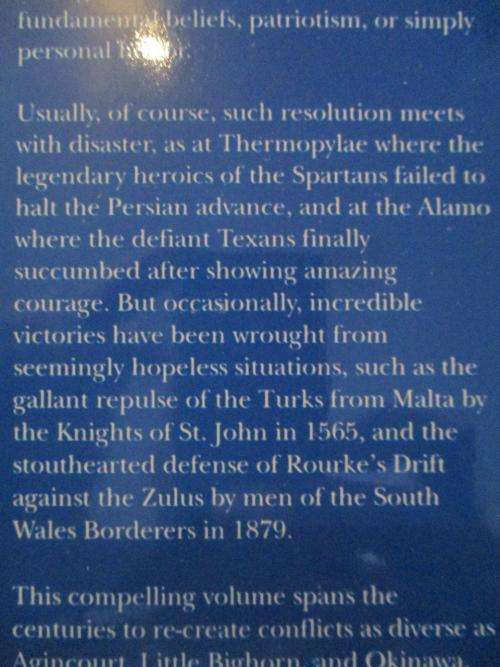 fundamental beliefs, patriotism, or simply
personal
Usually, of course, such resolution meets
with disaster, as at Thermopylae where the
legendary heroics of the Spartans failed to
halt the Persian advance, and at the Alamo
where the defiant Texans finally
succumbed after showing amazing
courage. But occasionally, incredible
victories have been wrought from
seemingly hopeless situations, such as the
gallant repulse of the Turks from Malta by
the Knights of St. John in 1565, and the
stouthearted defense of Rourke's Drift
against the Zulus by men of the South
Wales Borderers in 1879.
This compelling volume spans the
centuries to re-create conflicts as diverse as
Agincourt, Little Bighorn, and Okinawa